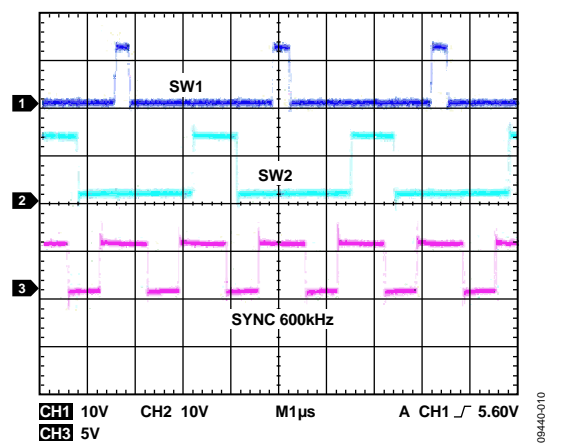 SW1
1
SW2
2
3
SYNC 600kHz
CH1 10V CH2 10V M1µs A CH1 5.60V
CH3 5V
09440-010